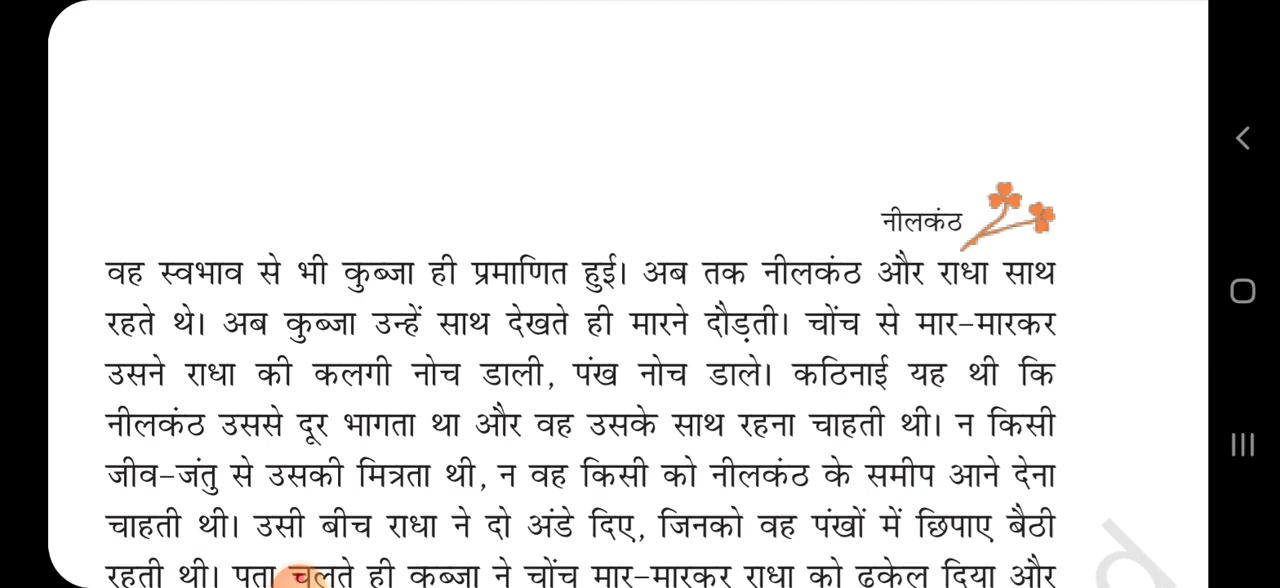 नीलकंठ
वह स्वभाव से भी कुब्जा ही प्रमाणित हुई। अब तक नीलकंठ और राधा साथ
रहते थे। अब कुब्जा उन्हें साथ देखते ही मारने दौड़ती। चोंच से मार-मारकर
उसने राधा की कलगी नोच डाली, पंख नोच डाले। कठिनाई यह थी कि
नीलकंठ उससे दूर भागता था और वह उसके साथ रहना चाहती थी। न किसी
जीव-जंतु से उसकी मित्रता थी, न वह किसी को नीलकंठ के समीप आने देना
चाहती थी। उसी बीच राधा ने दो अंडे दिए, जिनको वह पंखों में छिपाए बैठी
रहती थी। पता चलते ही कुब्जा ने चोंच मार-मारकर राधा को ढकेल दिया और